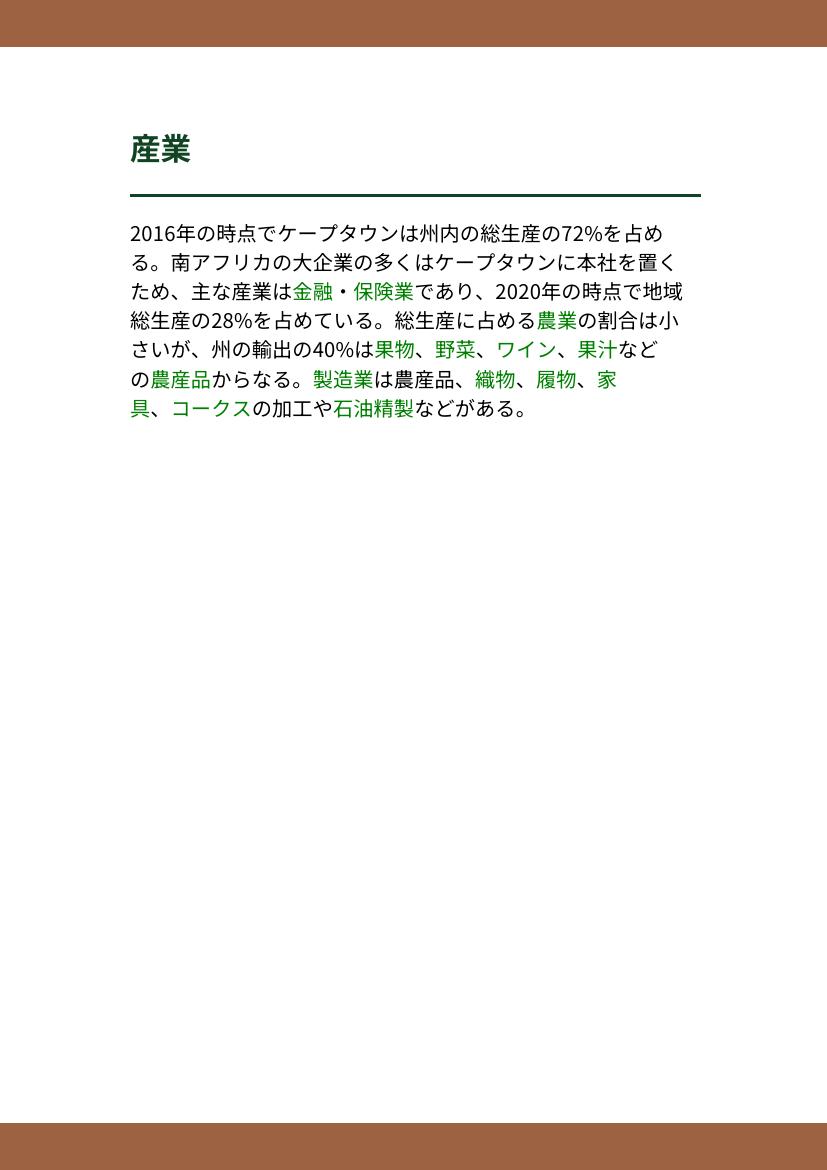 産業
2016年の時点でケープタウンは州内の総生産の72%を占め
る。南アフリカの大企業の多くはケープタウンに本社を置く
ため、主な産業は金融・保険業であり、2020年の時点で地域
総生産の28%を占めている。総生産に占める農業の割合は小
さいが、州の輸出の40%は果物、野菜、ワイン、果汁など
の農産品からなる。製造業は農産品、織物、履物、家
具、コークスの加工や石油精製などがある。